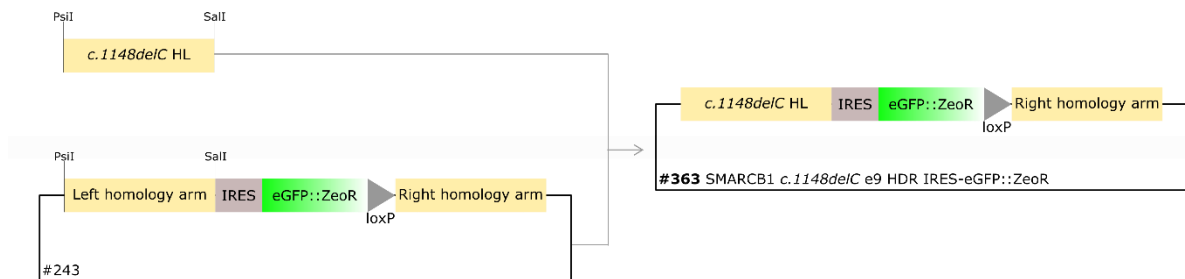 PsiI SalI
c.1148delC HL
PsiI SalI
Left homology arm IRES eGFP::ZeoR Right homology arm
loxP
#243
c.1148delC HL IRES eGFP::ZeoR Right homology arm
loxP
#363 SMARCB1 c.1148delC e9 HDR IRES-eGFP::ZeoR